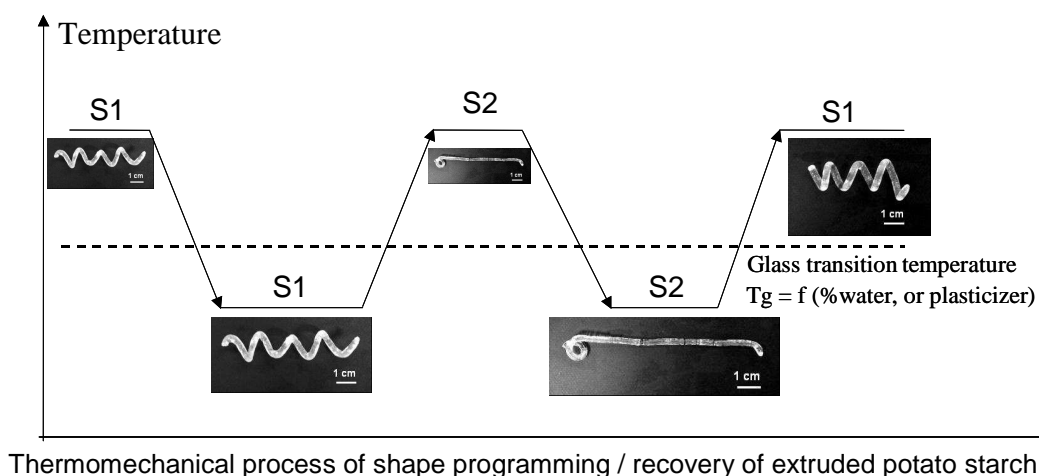 Temperature
S1
S2
S1
1 cm
1 cm
1 cm
Glass transition temperature
Tg = f (%water, or plasticizer)
S1
S2
1 cm
1 cm
Thermomechanical process of shape programming / recovery of extruded potato starch